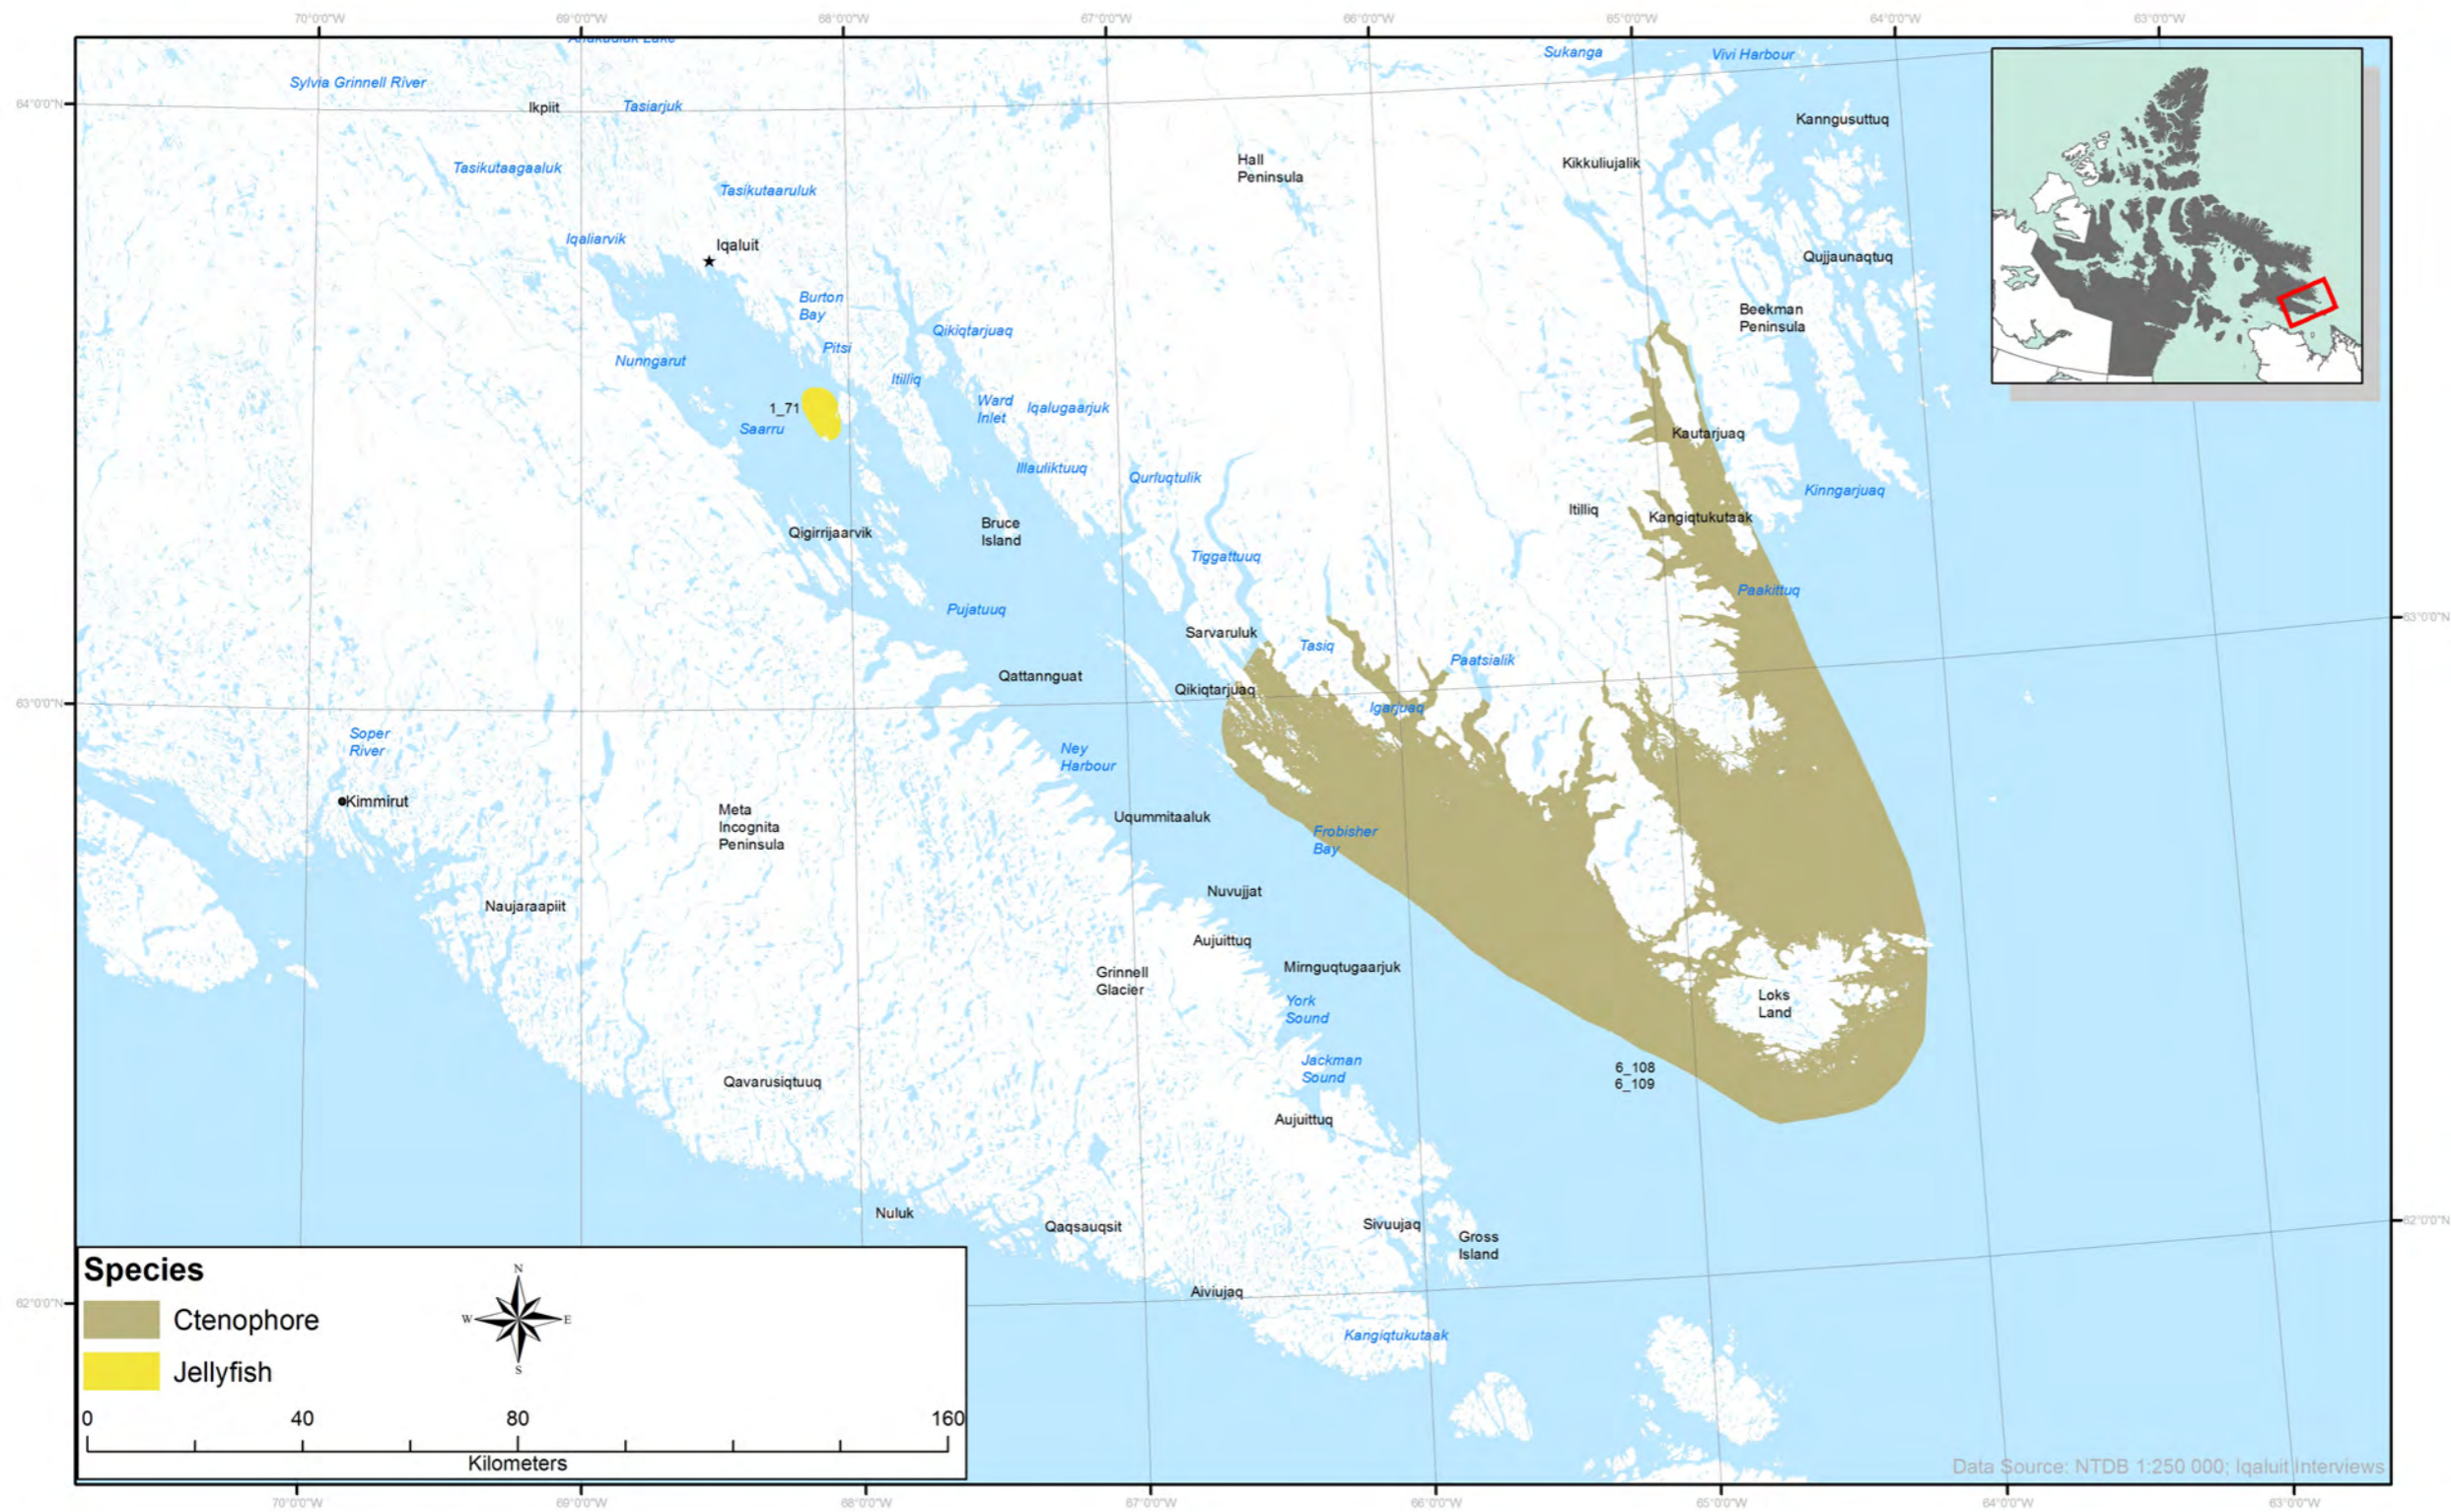 70°0'0"W
69°0'0"W
68°0'0"W
67°0'0"W
66°0'0"W
65°0'0"W
64°0'0"W
63°0'0"W
Sukanga
Vivi Harbour
Sylvia Grinnell River
64°0'0"N
Ikpiit
Tasiarjuk
Kanngusuttuq
Tasikutaagaaluk
Hall
Peninsula
Kikkuliujalik
Tasikutaaruluk
Iqaliarvik
Iqaluit
Qujjaunaqtuq
Burton
Bay
Qikiqtarjuaq
Beekman
Peninsula
Pitsi
Nunngarut
Itilliq
Ward
Inlet
Iqalugaarjuk
1_71
Saarru
Kautarjuaq
Illauliktuuq
Qurluqtulik
Kinngarjuaq
Itilliq
Kangiqtukutaak
Bruce
Island
Qigirrijaarvik
Tiggattuuq
Paakittuq
Pujatuuq
63°0'0"N
Sarvaruluk
Tasiq
Paatsialik
Qattannguat
Qikiqtarjuaq
63°0'0"N
Igarjuaq
Soper
River
Ney
Harbour
Kimmirut
Meta
Incognita
Peninsula
Uqummitaaluk
Frobisher
Bay
Nuvujjat
Naujaraapiit
Aujuittuq
Mirnguqtugaarjuk
Grinnell
Glacier
York
Sound
Loks
Land
Jackman
Sound
6_108
6_109
Qavarusiqtuuq
Aujuittuq
Nuluk
Qaqsauqsit
Sivuujaq
62°0'0"N
Gross
Island
Aiviujaq
62°0'0"N
Kangiqtukutaak
Species
Ctenophore
Jellyfish
N
W
E
S
0
40
80
160
Kilometers
Data Source: NTDB 1:250 000; Iqaluit Interviews
70°0'0"W
69°0'0"W
68°0'0"W
67°0'0"W
66°0'0"W
65°0'0"W
64°0'0"W
63°0'0"W